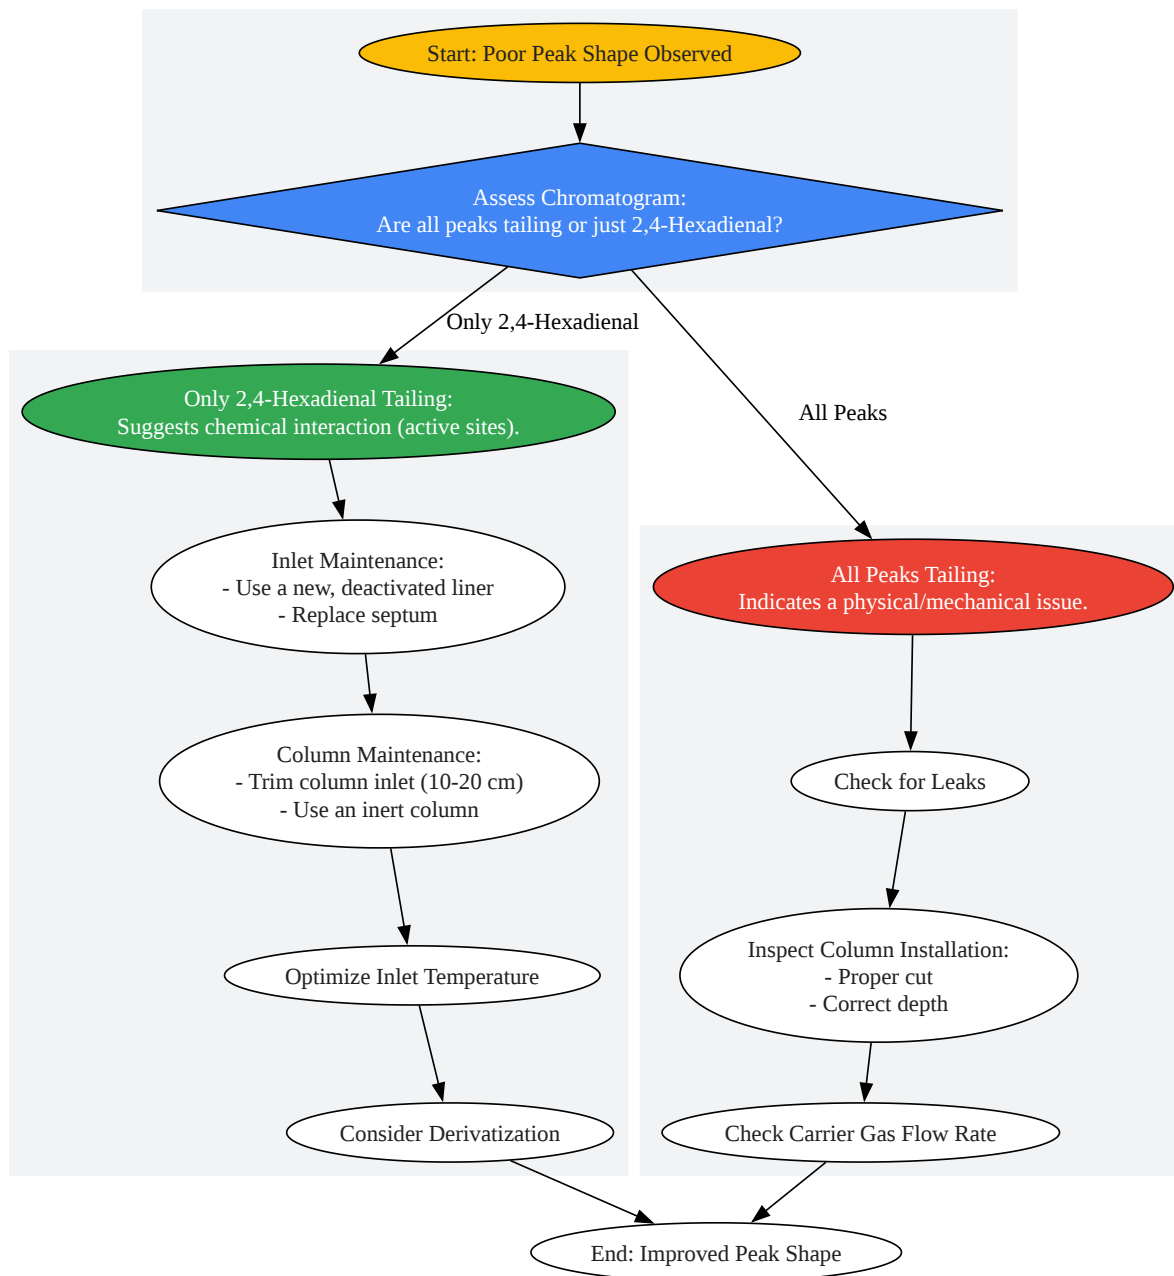 Start: Poor Peak Shape Observed
Assess Chromatogram:
Are all peaks tailing or just 2,4-Hexadienal?
Only 2,4-Hexadienal
All Peaks
Only 2,4-Hexadienal Tailing:
Suggests chemical interaction (active sites).
Inlet Maintenance:
- Use a new, deactivated liner
- Replace septum
Column Maintenance:
- Trim column inlet (10-20 cm)
- Use an inert column
Optimize Inlet Temperature
Consider Derivatization
All Peaks Tailing:
Indicates a physical/mechanical issue.
Check for Leaks
Inspect Column Installation:
- Proper cut
- Correct depth
Check Carrier Gas Flow Rate
End: Improved Peak Shape